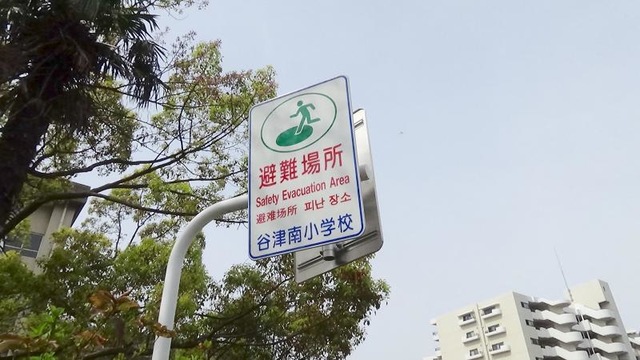 避難場所
Safety Evacuation Area
避难场所 피난 장소
谷津南小学校